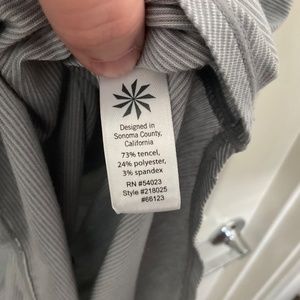 Designed in
Sonoma County,
California
73% tencel,
24% polyester,
3% spandex
RN #54023
Style #218025
#66123